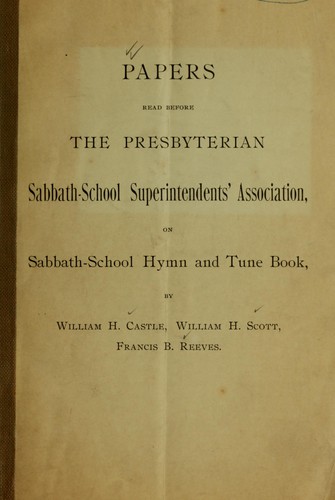 PAPERS
READ BEFORE
THE PRESBYTERIAN
Sabbath-School Superintendents' Association,
ON
Sabbath-School Hymn and Tune Book,
BY
WILLIAM H. CASTLE, WILLIAM H. SCOTT,
FRANCIS B. REEVES.